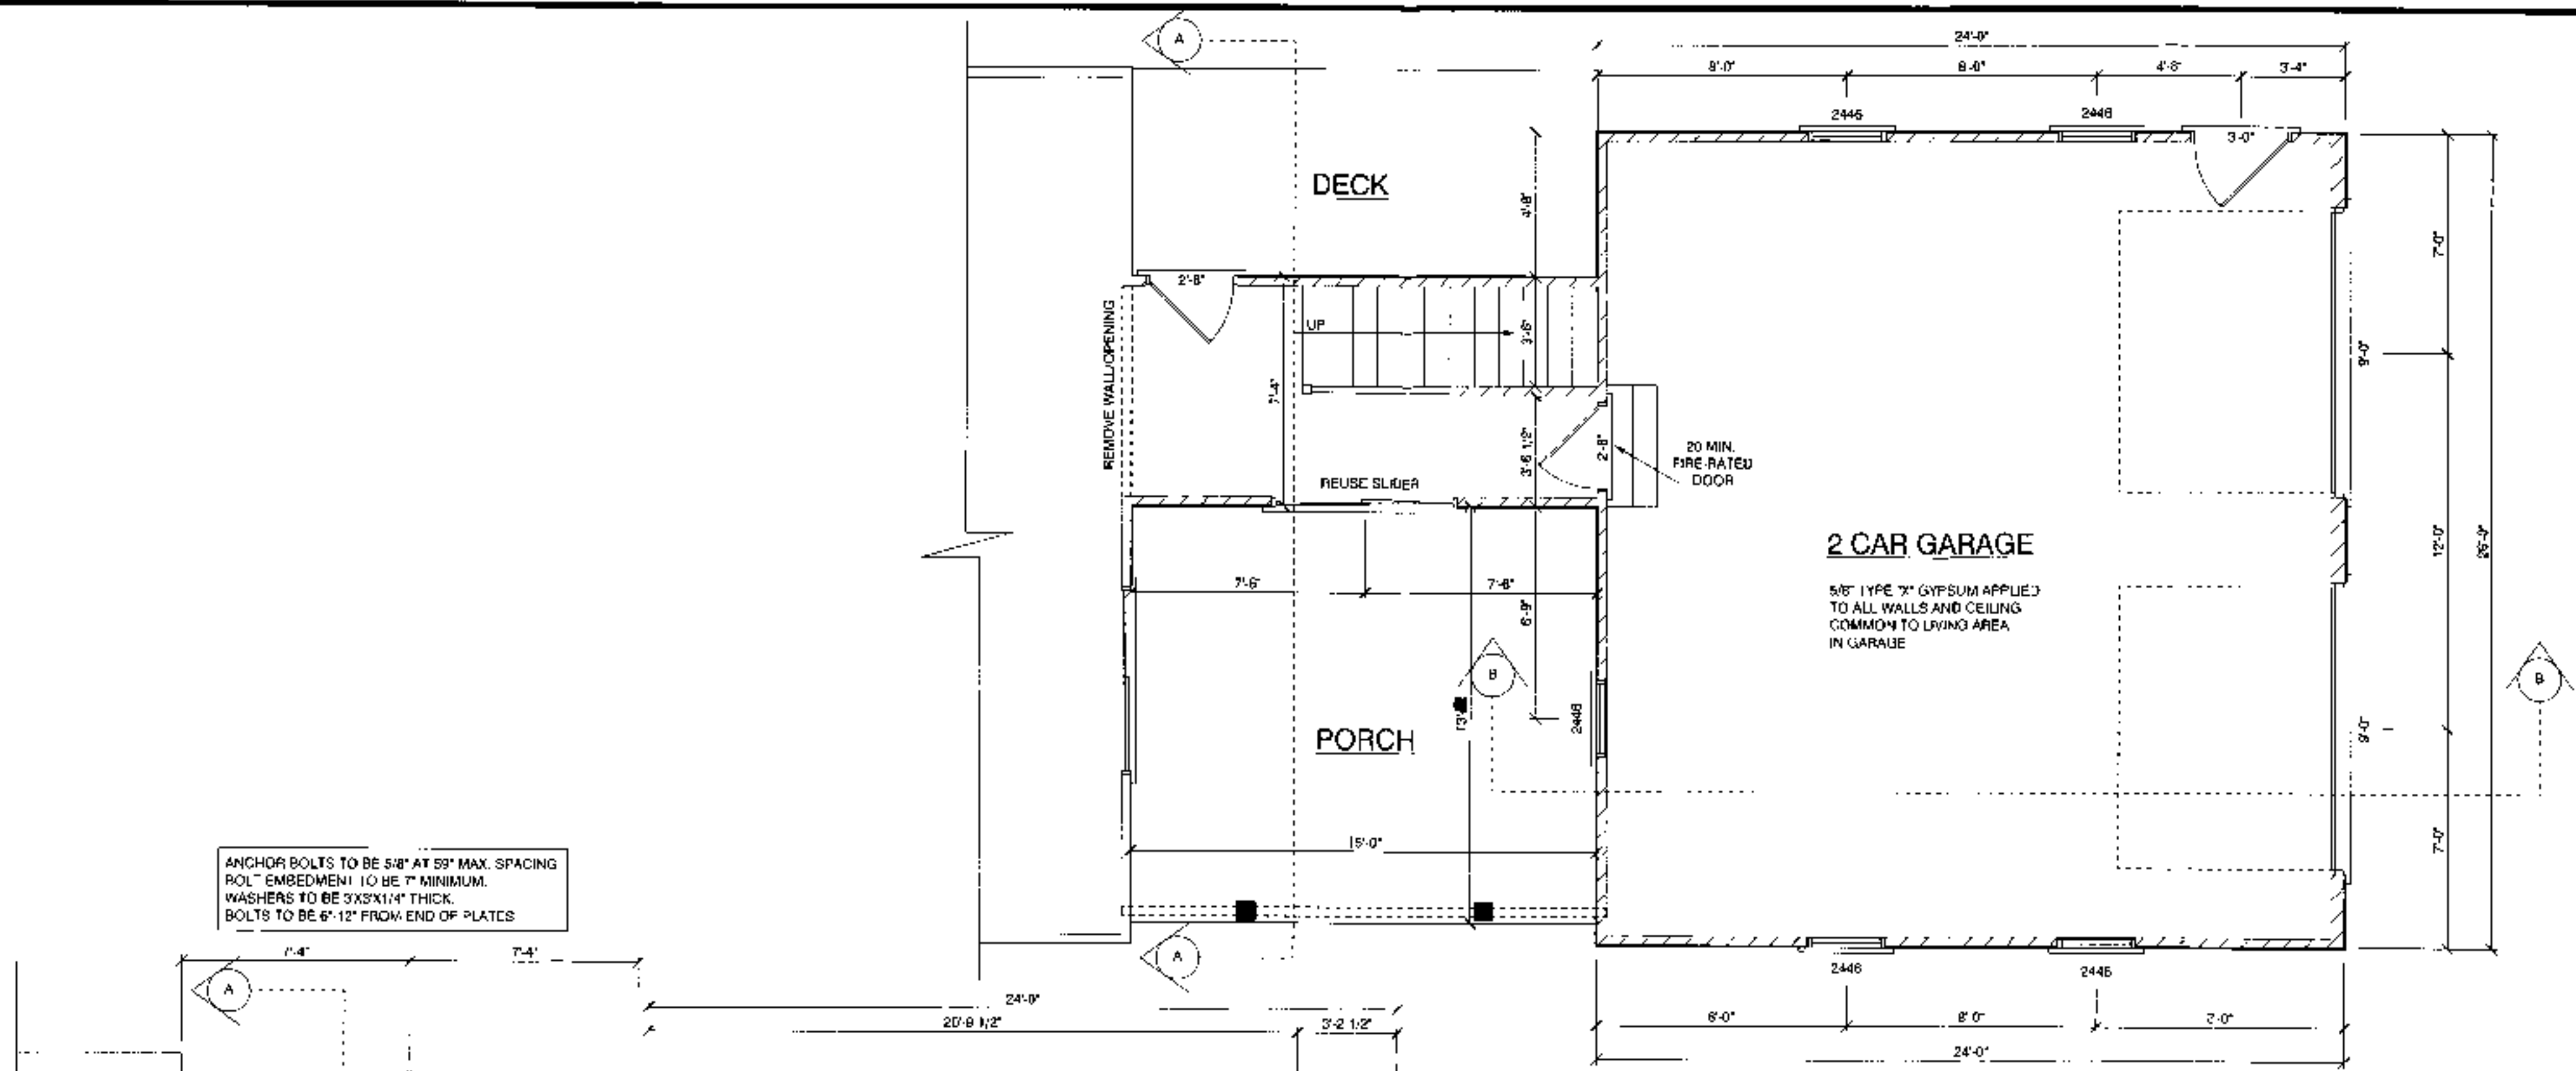 A
24'-0"
8'-0"
8'-0"
4'-8"
3'-4"
2446
2446
3'-0"
DECK
4'-8"
7'-0"
2'-8"
REMOVE WALL/OPENING
UP
3'-6"
9'-0"
7'-4"
3'-6 1/2"
2'-8"
20 MIN.
FIRE-RATED
DOOR
REUSE SLIDER
2 CAR GARAGE
12'-0"
26'-0"
7'-6"
7'-6"
6'-9"
5/8" TYPE "X" GYPSUM APPLIED
TO ALL WALLS AND CEILING
COMMON TO LIVING AREA
IN GARAGE
B
B
2446
PORCH
9'-0"
15'-0"
7'-0"
ANCHOR BOLTS TO BE 5/8" AT 59" MAX. SPACING
BOLT EMBEDMENT TO BE 7" MINIMUM.
WASHERS TO BE 3"X3"X1/4" THICK.
BOLTS TO BE 6"-12" FROM END OF PLATES
7'-4"
7'-4"
A
A
2446
2446
24'-0"
20'-9 1/2"
3'-2 1/2"
8'-0"
8'-0"
24'-0"